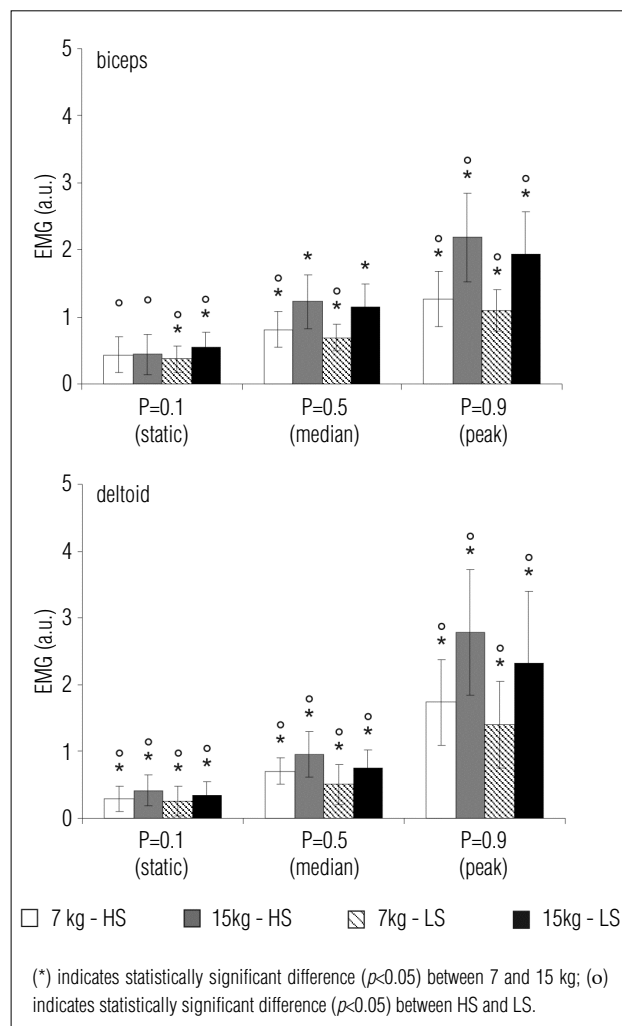 biceps
5
4
3
2
1
0
EMG (a.u.)
° ° ° °
* *
° * ° *
* *
° ° ° °
* * * *
P=0.1 P=0.5 P=0.9
(static) (median) (peak)
deltoid
5
4
3
2
1
0
EMG (a.u.)
° ° ° °
* * * *
° ° ° °
* * * *
° ° ° °
* * * *
P=0.1 P=0.5 P=0.9
(static) (median) (peak)
7 kg - HS 15kg - HS 7kg - LS 15kg - LS
(*) indicates statistically significant difference (p<0.05) between 7 and 15 kg; (o)
indicates statistically significant difference (p<0.05) between HS and LS.